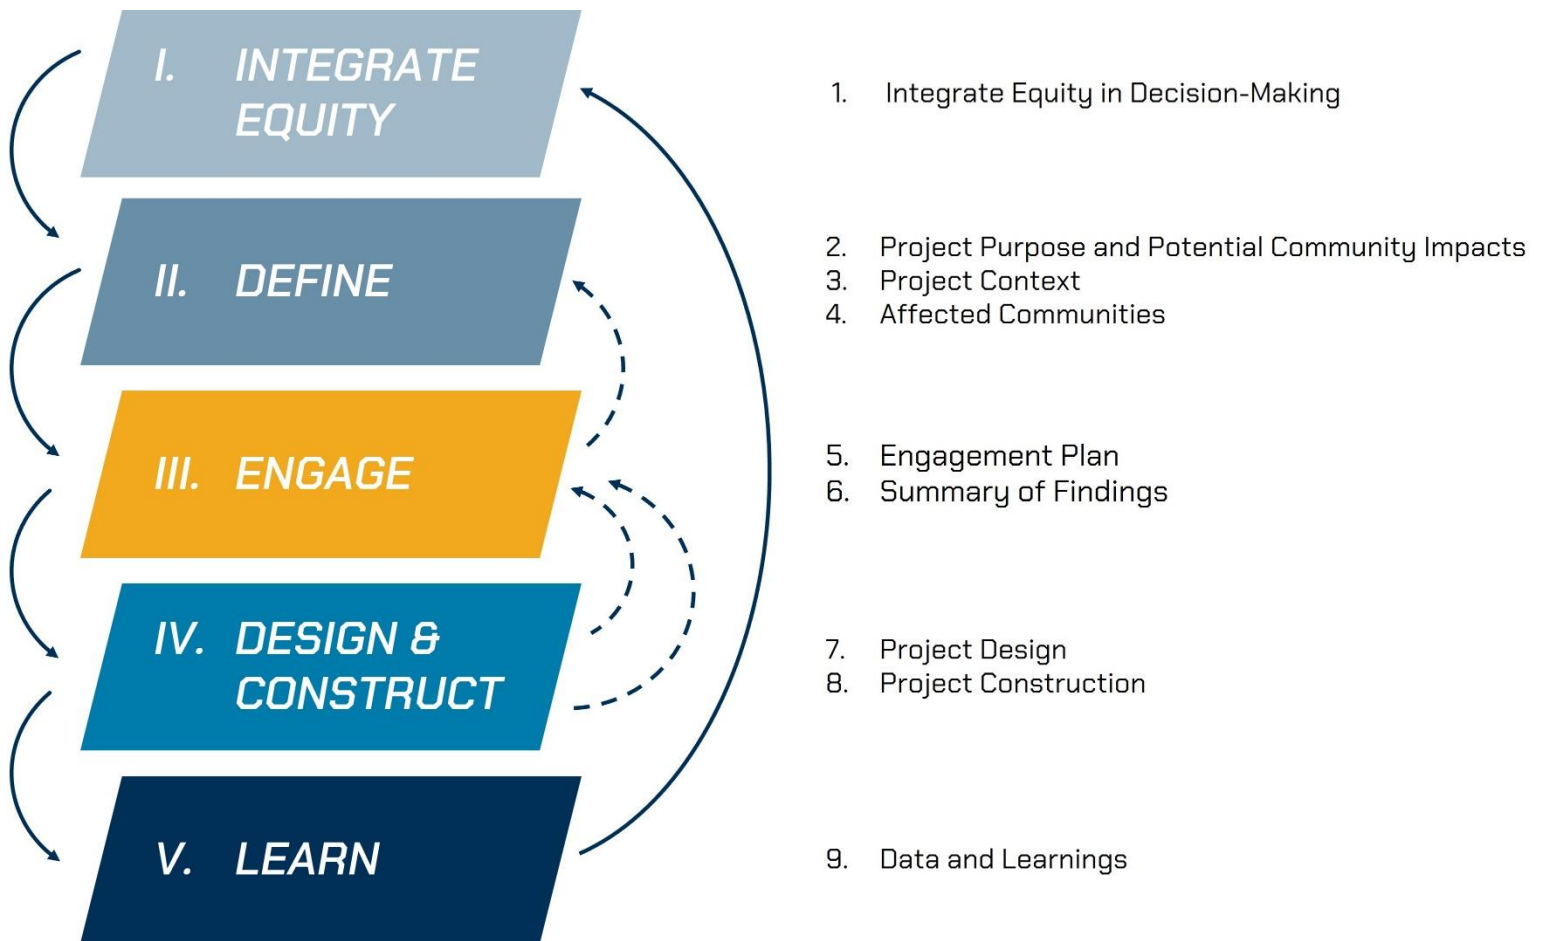 I. INTEGRATE
EQUITY
1. Integrate Equity in Decision-Making
II. DEFINE
2. Project Purpose and Potential Community Impacts
3. Project Context
4. Affected Communities
III. ENGAGE
5. Engagement Plan
6. Summary of Findings
IV. DESIGN &
CONSTRUCT
7. Project Design
8. Project Construction
V. LEARN
9. Data and Learnings